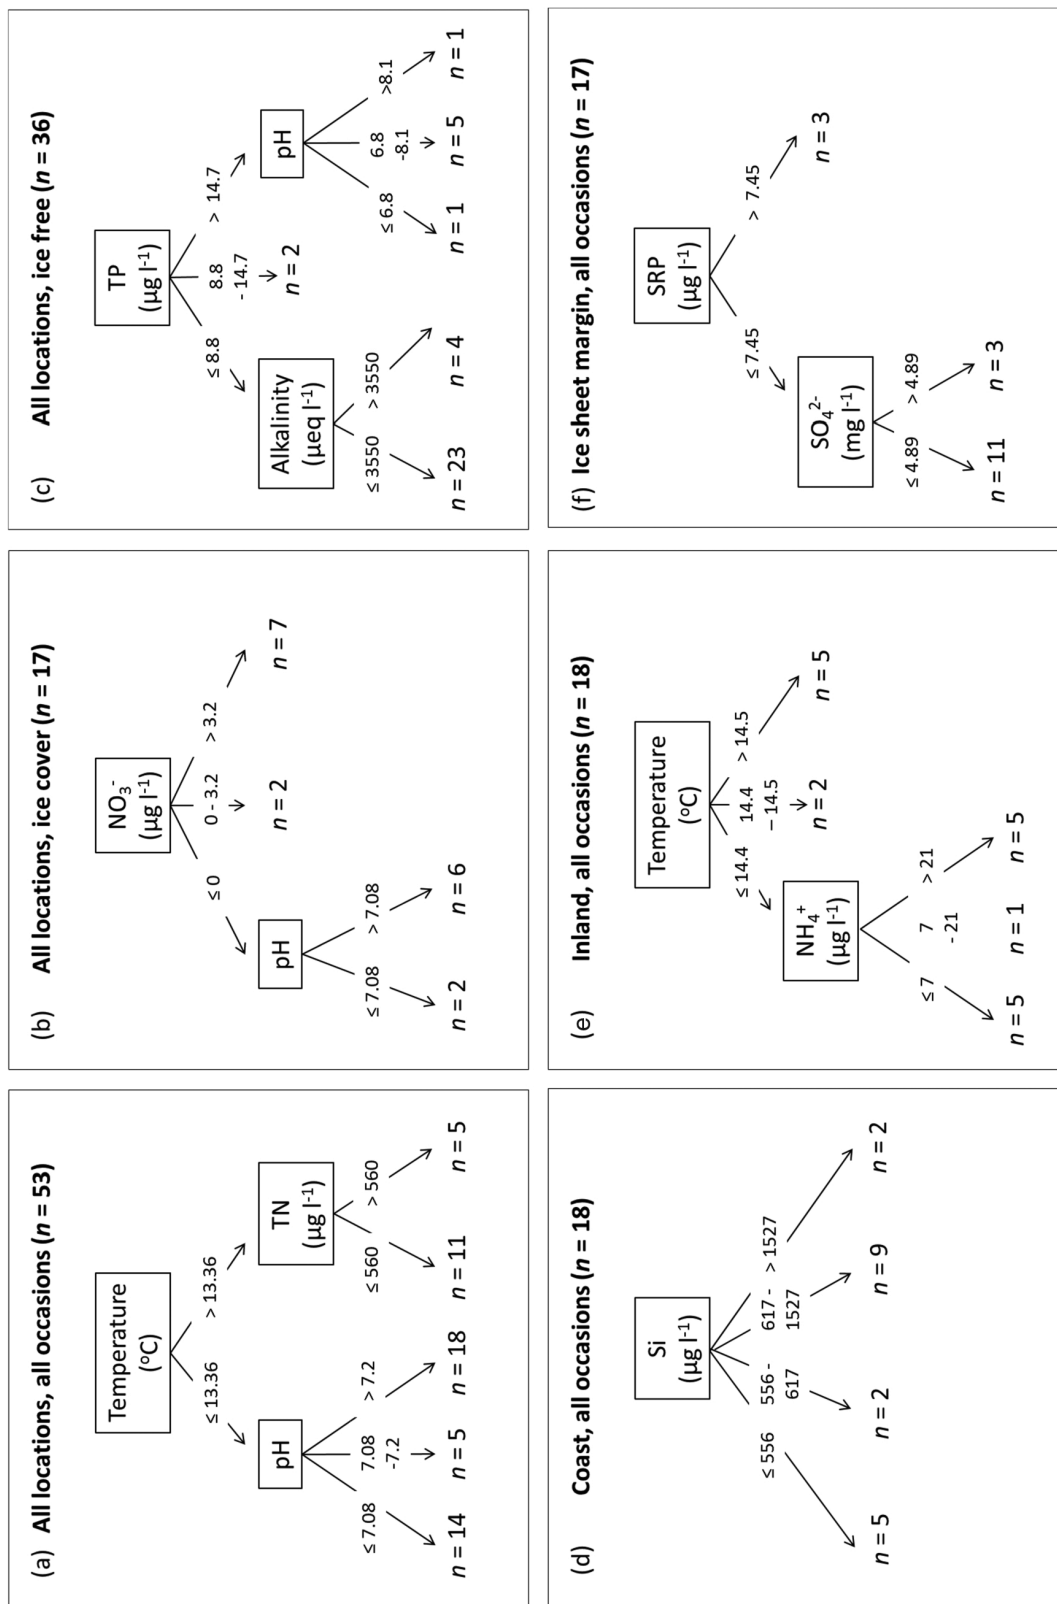 (a) All locations, all occasions (n = 53)
Temperature
(°C)
≤ 13.36
> 13.36
pH
TN
(µg l-1)
≤ 7.08
7.08
-7.2
> 7.2
≤ 560
> 560
n = 14
n = 5
n = 18
n = 11
n = 5
(b) All locations, ice cover (n = 17)
NO3-
(µg l-1)
≤ 0
0 - 3.2
> 3.2
pH
n = 2
n = 7
≤ 7.08
> 7.08
n = 2
n = 6
(c) All locations, ice free (n = 36)
TP
(µg l-1)
≤ 8.8
8.8
- 14.7
> 14.7
Alkalinity
(µeq l-1)
n = 2
pH
≤ 3550
> 3550
≤ 6.8
6.8
-8.1
>8.1
n = 23
n = 4
n = 1
n = 5
n = 1
(d) Coast, all occasions (n = 18)
Si
(µg l-1)
≤ 556
556 -
617
617 -
1527
> 1527
n = 5
n = 2
n = 9
n = 2
(e) Inland, all occasions (n = 18)
Temperature
(°C)
≤ 14.4
14.4
– 14.5
> 14.5
NH4+
(µg l-1)
n = 2
n = 5
≤ 7
7
- 21
> 21
n = 5
n = 1
n = 5
(f) Ice sheet margin, all occasions (n = 17)
SRP
(µg l-1)
≤ 7.45
> 7.45
SO42-
(mg l-1)
n = 3
≤ 4.89
> 4.89
n = 11
n = 3